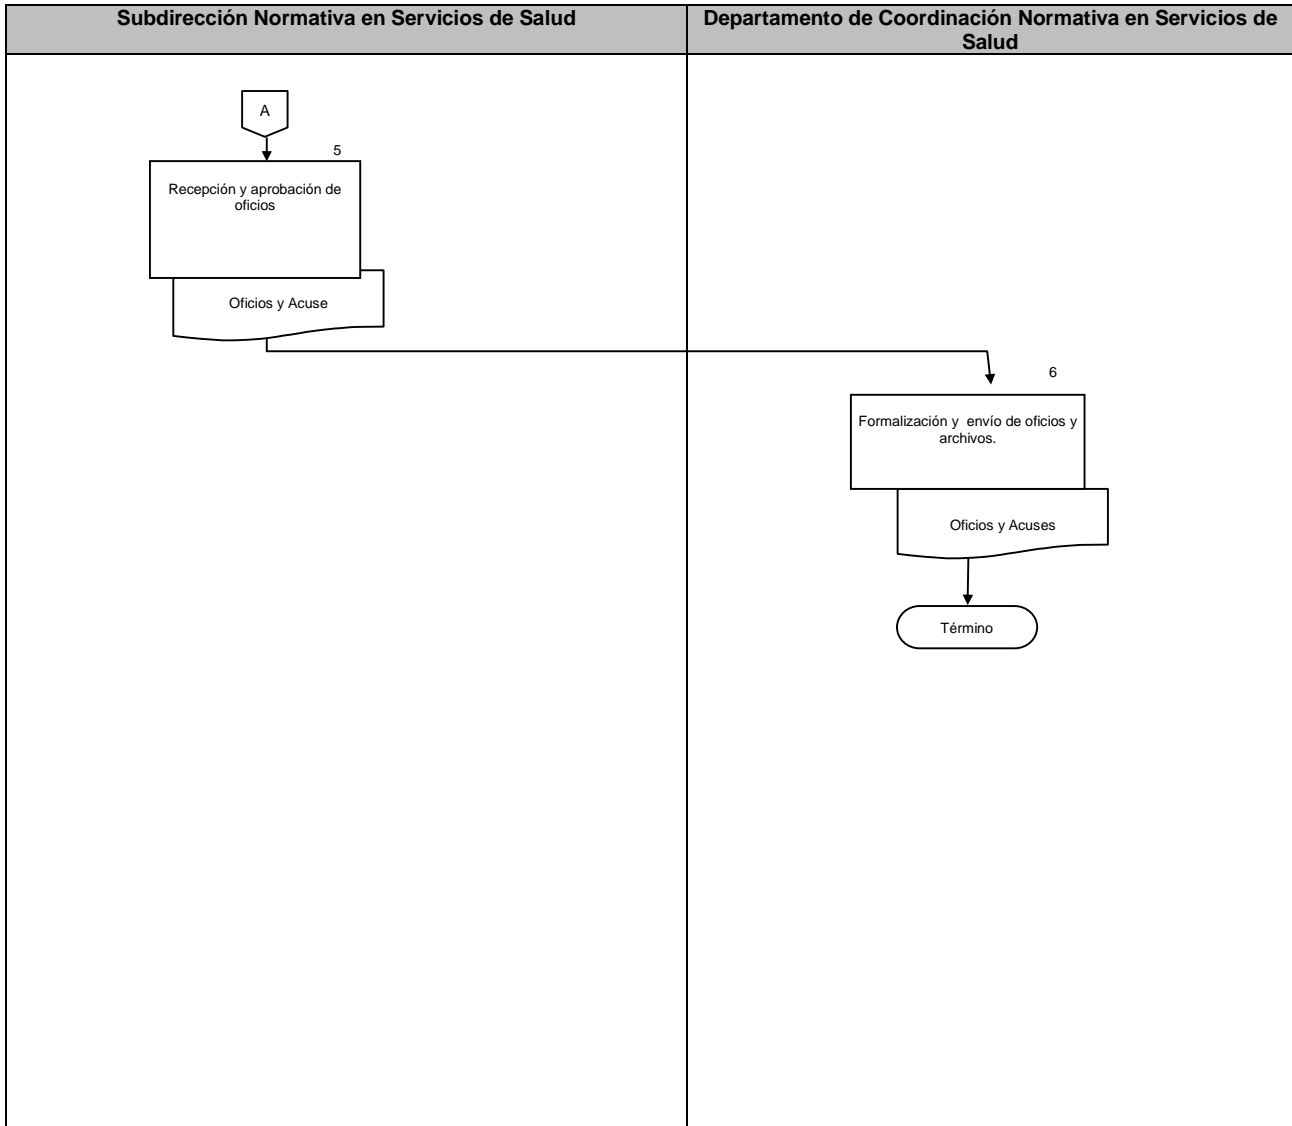 Subdirección Normativa en Servicios de Salud
Departamento de Coordinación Normativa en Servicios de
Salud
A
5
Recepción y aprobación de
oficios
Oficios y Acuse
6
Formalización y  envío de oficios y
archivos.
Oficios y Acuses
Término